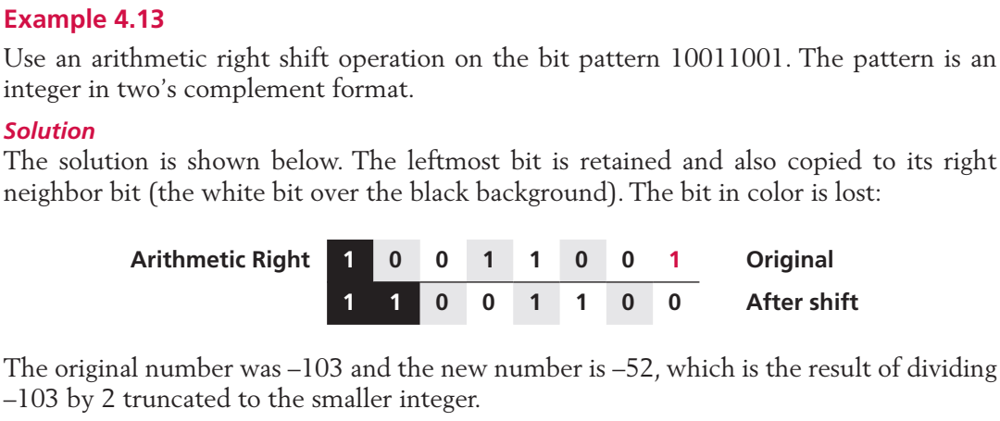 Example 4.13
Use an arithmetic right shift operation on the bit pattern 10011001. The pattern is an
integer in two’s complement format.
Solution
The solution is shown below. The leftmost bit is retained and also copied to its right
neighbor bit (the white bit over the black background). The bit in color is lost:
Arithmetic Right 1 0 0 1 1 0 0 1 Original
1 1 0 0 1 1 0 0 After shift
The original number was –103 and the new number is –52, which is the result of dividing
–103 by 2 truncated to the smaller integer.